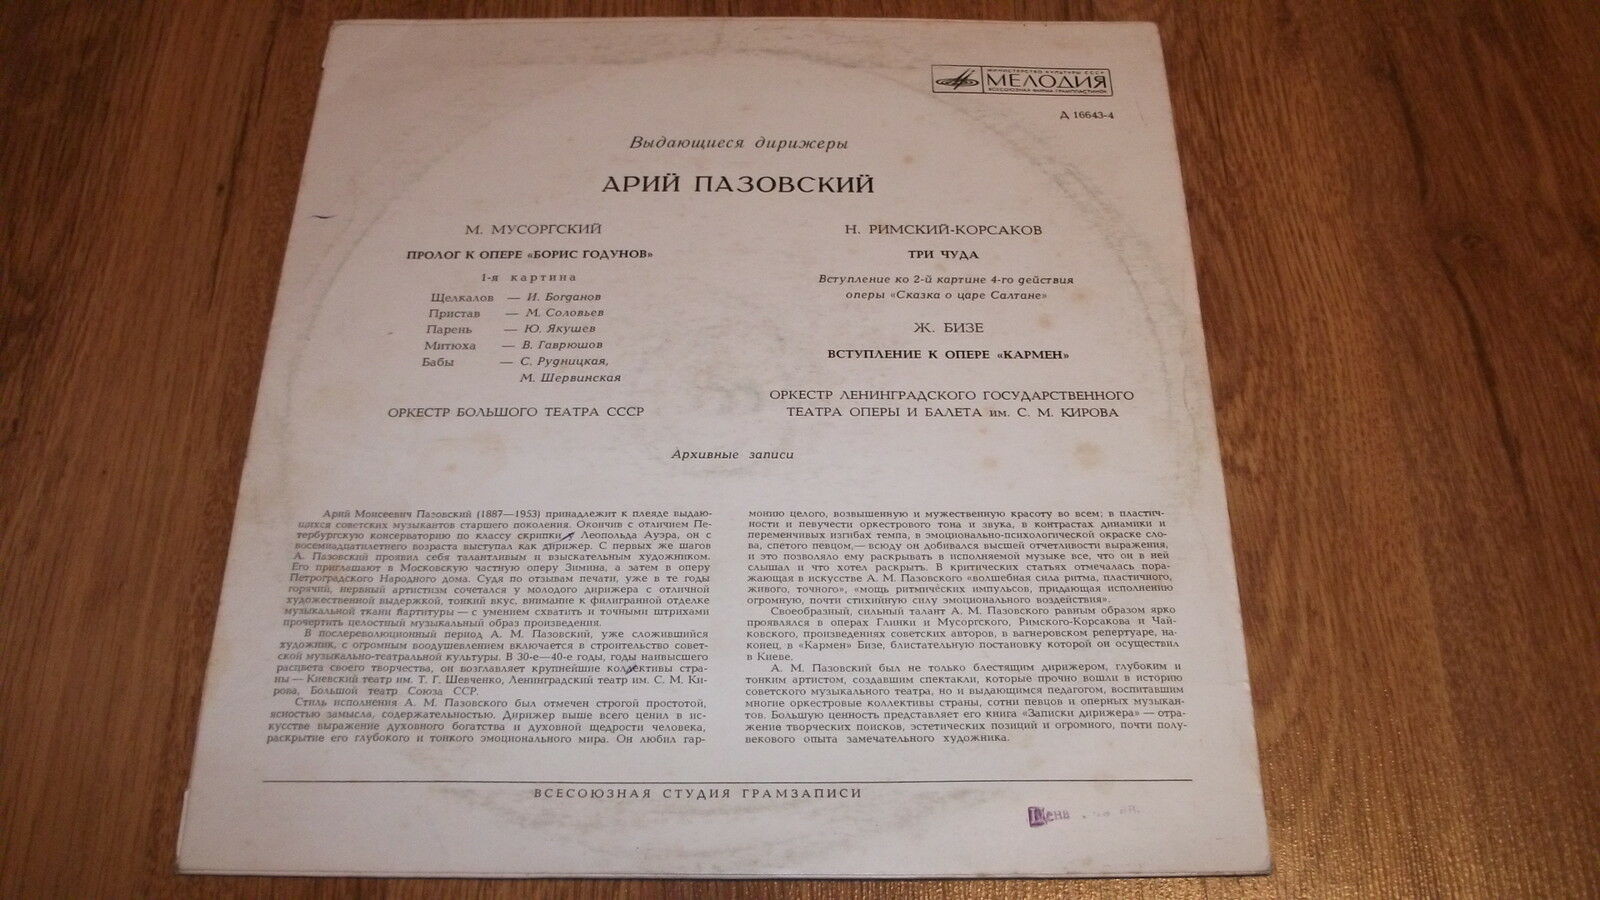 МИНИСТЕРСТВО КУЛЬТУРЫ СССР
МЕЛОДИЯ
ВСЕСОЮЗНАЯ ФИРМА ГРАМПЛАСТИНОК
Д 16643-4
Выдающиеся дирижеры
АРИЙ ПАЗОВСКИЙ
М. МУСОРГСКИЙ
ПРОЛОГ К ОПЕРЕ «БОРИС ГОДУНОВ»
1-я картина
Щелкалов — И. Богданов
Пристав — М. Соловьев
Парень — Ю. Якушев
Митюха — В. Гаврюшов
Бабы — С. Рудницкая,
М. Шервинская
ОРКЕСТР БОЛЬШОГО ТЕАТРА СССР
Н. РИМСКИЙ-КОРСАКОВ
ТРИ ЧУДА
Вступление ко 2-й картине 4-го действия
оперы «Сказка о царе Салтане»
Ж. БИЗЕ
ВСТУПЛЕНИЕ К ОПЕРЕ «КАРМЕН»
ОРКЕСТР ЛЕНИНГРАДСКОГО ГОСУДАРСТВЕННОГО
ТЕАТРА ОПЕРЫ И БАЛЕТА им. С. М. КИРОВА
Архивные записи
Арий Моисеевич Пазовский (1887—1953) принадлежит к плеяде выдаю-
щихся советских музыкантов старшего поколения. Окончив с отличием Пе-
тербургскую консерваторию по классу скрипки у Леопольда Ауэра, он с
восемнадцатилетнего возраста выступал как дирижер. С первых же шагов
А. Пазовский проявил себя талантливым и взыскательным художником.
Его приглашают в Московскую частную оперу Зимина, а затем в оперу
Петроградского Народного дома. Судя по отзывам печати, уже в те годы
горячий, нервный артистизм сочетался у молодого дирижера с отличной
художественной выдержкой, тонкий вкус, внимание к филигранной отделке
музыкальной ткани партитуры — с умением схватить и точными штрихами
прочертить целостный музыкальный образ произведения.
В послереволюционный период А. М. Пазовский, уже сложившийся
художник, с огромным воодушевлением включается в строительство совет-
ской музыкально-театральной культуры. В 30-е—40-е годы, годы наивысшего
расцвета своего творчества, он возглавляет крупнейшие коллективы стра-
ны — Киевский театр им. Т. Г. Шевченко, Ленинградский театр им. С. М. Ки-
рова, Большой театр Союза ССР.
Стиль исполнения А. М. Пазовского был отмечен строгой простотой,
ясностью замысла, содержательностью. Дирижер выше всего ценил в ис-
кусстве выражение духовного богатства и духовной щедрости человека,
раскрытие его глубокого и тонкого эмоционального мира. Он любил гар-
монию целого, возвышенную и мужественную красоту во всем; в пластич-
ности и певучести оркестрового тона и звука, в контрастах динамики и
переменчивых изгибах темпа, в эмоционально-психологической окраске сло-
ва, спетого певцом,— всюду он добивался высшей отчетливости выражения,
и это позволяло ему раскрывать в исполняемой музыке все, что он в ней
слышал и что хотел раскрыть. В критических статьях отмечалась пора-
жающая в искусстве А. М. Пазовского «волшебная сила ритма, пластичного,
живого, точного», «мощь ритмических импульсов, придающая исполнению
огромную, почти стихийную силу эмоционального воздействия».
Своеобразный, сильный талант А. М. Пазовского равным образом ярко
проявлялся в операх Глинки и Мусоргского, Римского-Корсакова и Чай-
ковского, произведениях советских авторов, в вагнеровском репертуаре, на-
конец, в «Кармен» Бизе, блистательную постановку которой он осуществил
в Киеве.
А. М. Пазовский был не только блестящим дирижером, глубоким и
тонким артистом, создавшим спектакли, которые прочно вошли в историю
советского музыкального театра, но и выдающимся педагогом, воспитавшим
многие оркестровые коллективы страны, сотни певцов и оперных музыкан-
тов. Большую ценность представляет его книга «Записки дирижера» — отра-
жение творческих поисков, эстетических позиций и огромного, почти полу-
векового опыта замечательного художника.
ВСЕСОЮЗНАЯ СТУДИЯ ГРАМЗАПИСИ
Цена